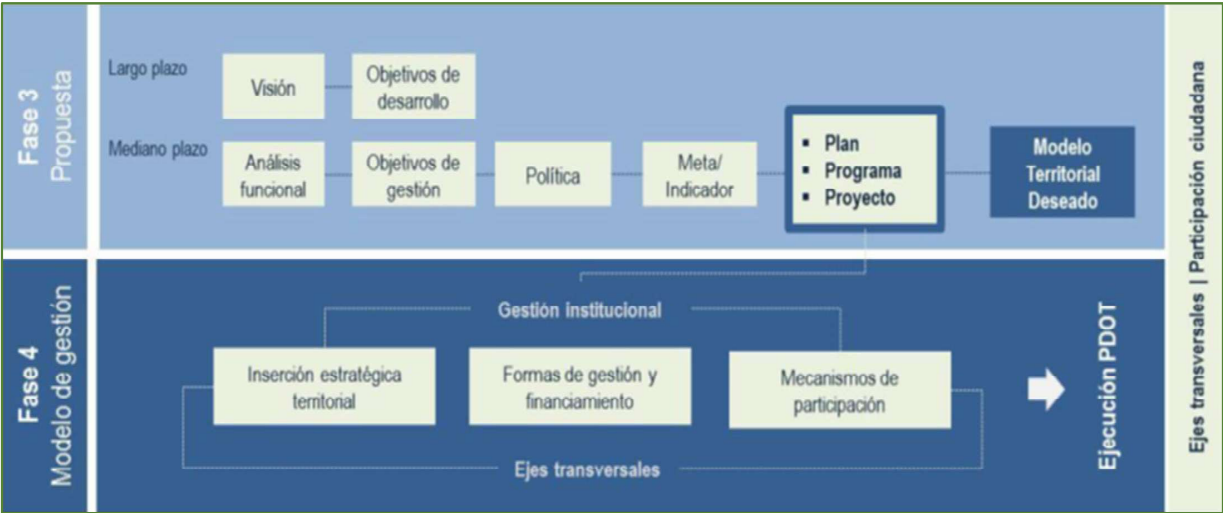 Fase 3
Propuesta
Largo plazo
Visión
Objetivos de
desarrollo
Mediano plazo
Análisis
funcional
Objetivos de
gestión
Política
Meta/
Indicador
▪ Plan
▪ Programa
▪ Proyecto
Modelo
Territorial
Deseado
Fase 4
Modelo de gestión
Gestión institucional
Inserción estratégica
territorial
Formas de gestión y
financiamiento
Mecanismos de
participación
Ejes transversales
Ejecución PDOT
Ejes transversales | Participación ciudadana